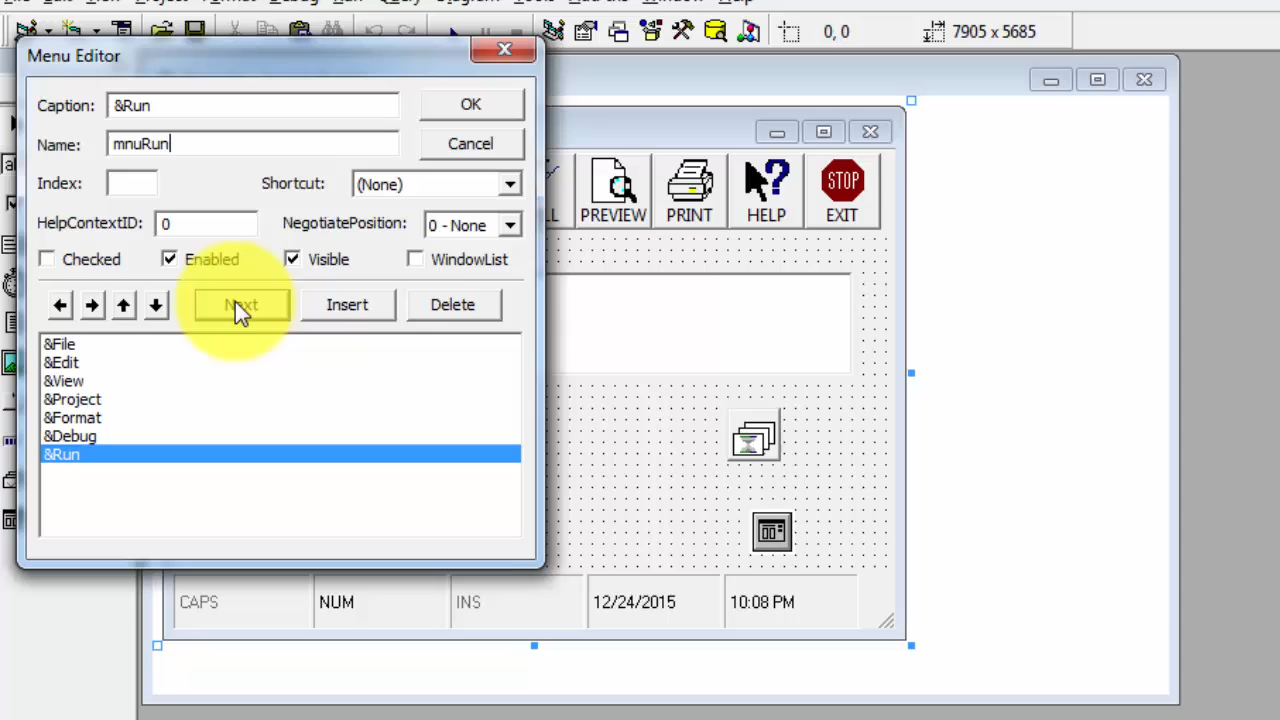 0, 0
7905 x 5685
Menu Editor
Caption: &Run
OK
Name: mnuRun
Cancel
Index:
Shortcut: (None)
HelpContextID: 0
NegotiatePosition: 0 - None
Checked
Enabled
Visible
WindowList
Next
Insert
Delete
&File
&Edit
&View
&Project
&Format
&Debug
&Run
PREVIEW
PRINT
HELP
STOP
EXIT
CAPS
NUM
INS
12/24/2015
10:08 PM